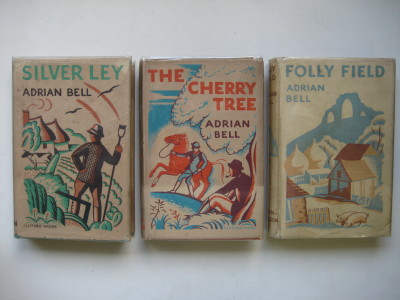 SILVER LEY
ADRIAN BELL
THE
CHERRY
TREE
ADRIAN
BELL
FOLLY FIELD
ADRIAN
BELL